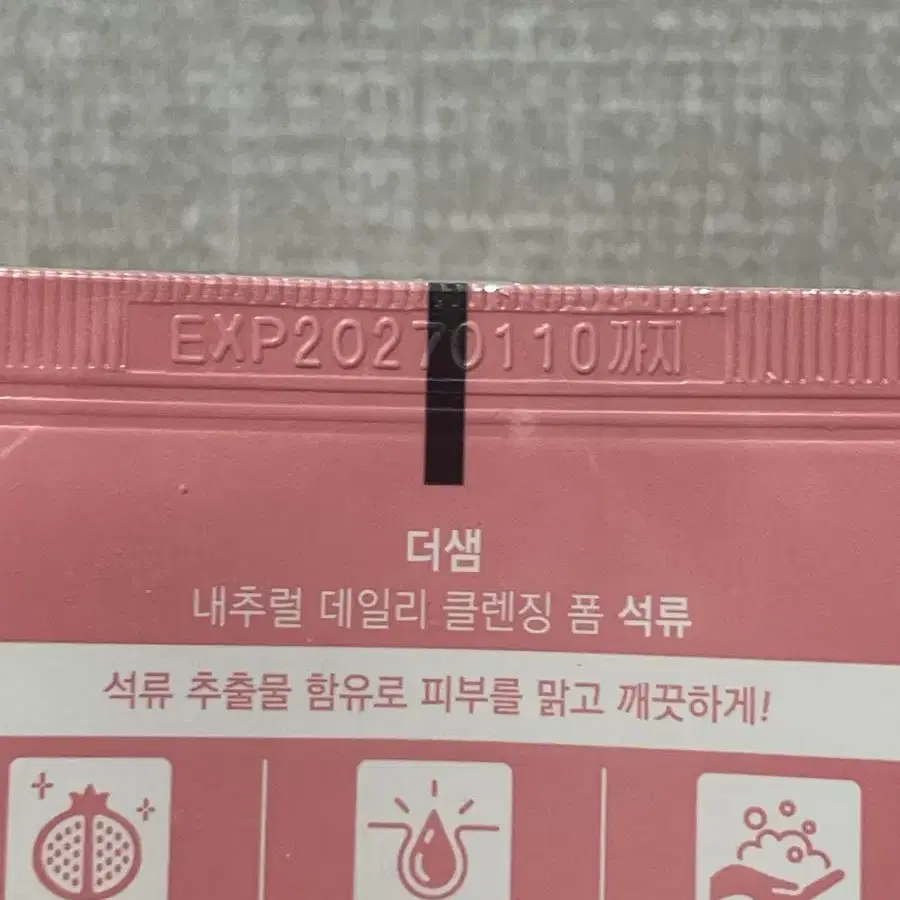 EXP20270110까지
더샘
내추럴 데일리 클렌징 폼 석류
석류 추출물 함유로 피부를 맑고 깨끗하게!